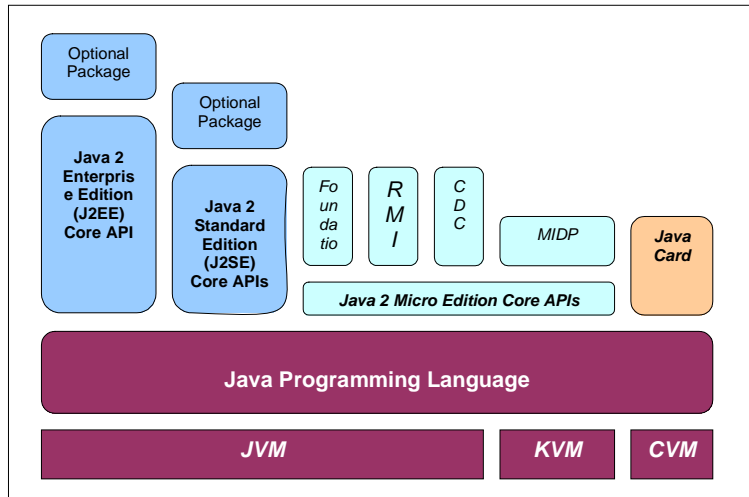 Optional
Package
Optional
Package
Java 2
Enterpris
e Edition
(J2EE)
Core API
Java 2
Standard
Edition
(J2SE)
Core APIs
Fo
un
da
tio
R
M
I
C
D
C
MIDP
Java
Card
Java 2 Micro Edition Core APIs
Java Programming Language
JVM
KVM
CVM